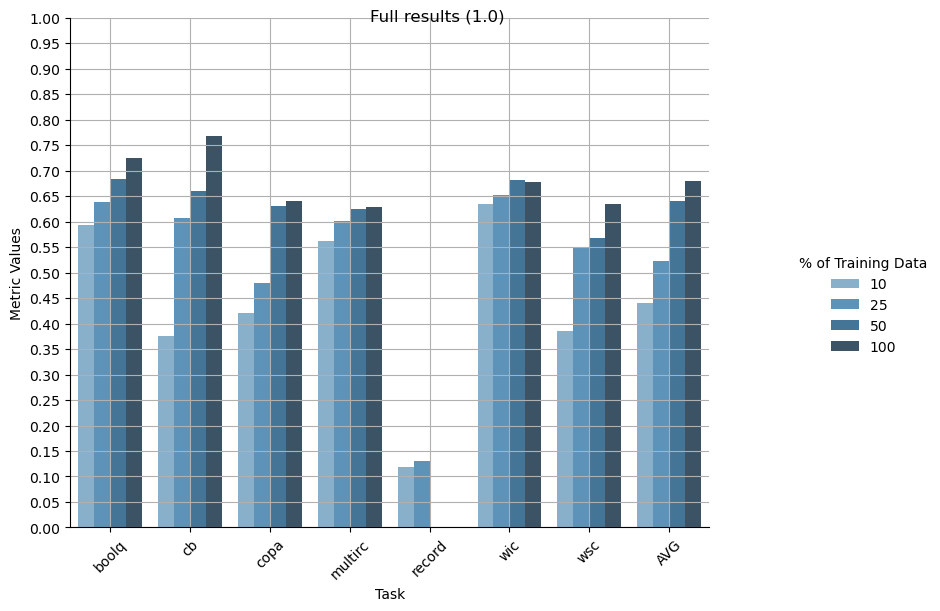 Full results (1.0)
1.00
0.95
0.90
0.85
0.80
0.75
0.70
0.65
0.60
0.55
0.50
0.45
0.40
0.35
0.30
0.25
0.20
0.15
0.10
0.05
0.00
Metric Values
boolq
cb
copa
multirc
record
wic
wsc
AVG
Task
% of Training Data
10
25
50
100